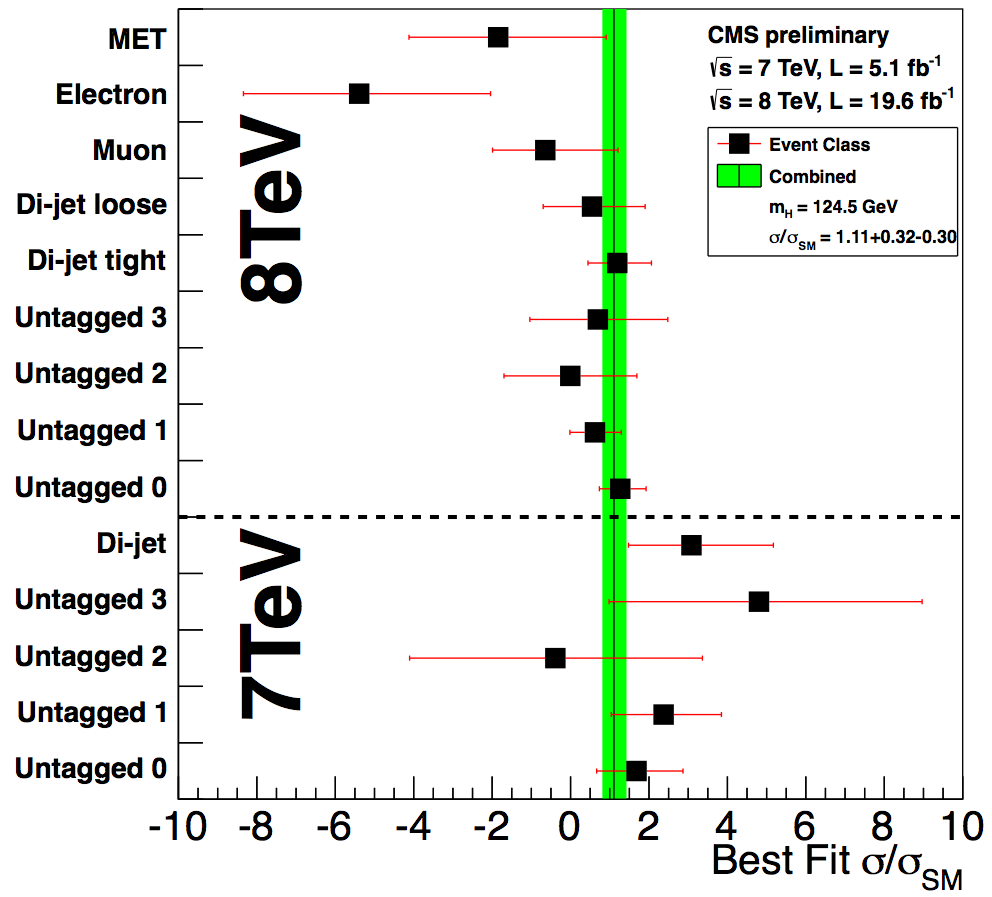 CMS preliminary
√s = 7 TeV, L = 5.1 fb⁻¹
√s = 8 TeV, L = 19.6 fb⁻¹
Event Class
Combined
m_H = 124.5 GeV
σ/σ_SM = 1.11+0.32-0.30
8TeV
MET
Electron
Muon
Di-jet loose
Di-jet tight
Untagged 3
Untagged 2
Untagged 1
Untagged 0
7TeV
Di-jet
Untagged 3
Untagged 2
Untagged 1
Untagged 0
-10 -8 -6 -4 -2 0 2 4 6 8 10
Best Fit σ/σ_SM